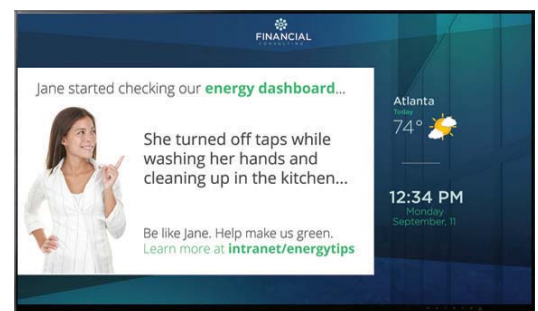 FINANCIAL
CONSULTING
Jane started checking our energy dashboard...
She turned off taps while
washing her hands and
cleaning up in the kitchen...
Be like Jane. Help make us green.
Learn more at intranet/energytips
Atlanta
Today
74°
12:34 PM
Monday
September, 11